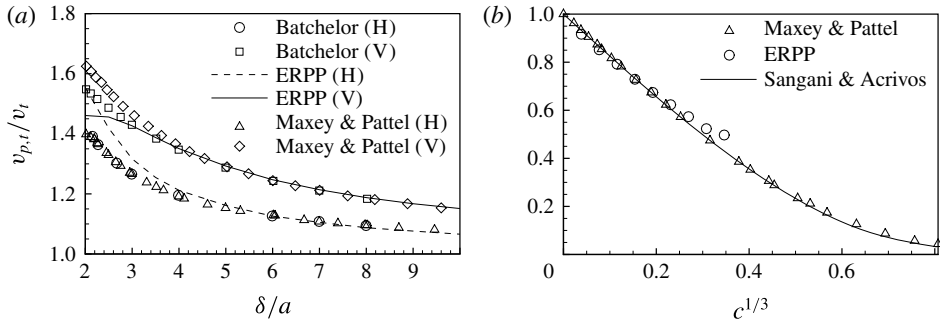 (a)
Batchelor (H)
Batchelor (V)
ERPP (H)
ERPP (V)
Maxey & Pattel (H)
Maxey & Pattel (V)
1.8
1.6
1.4
1.2
1.0
v_{p,t}/v_t
2 3 4 5 6 7 8 9
δ/a
(b)
Maxey & Pattel
ERPP
Sangani & Acrivos
1.0
0.8
0.6
0.4
0.2
0 0.2 0.4 0.6 0.8
c^{1/3}